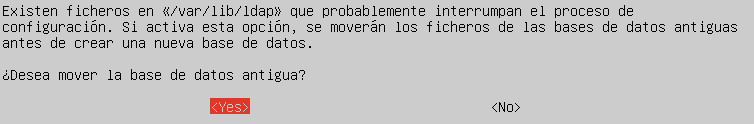 Existen ficheros en «/var/lib/ldap» que probablemente interrumpan el proceso de
configuración. Si activa esta opción, se moverán los ficheros de las bases de datos antiguas
antes de crear una nueva base de datos.
¿Desea mover la base de datos antigua?
<Yes> <No>